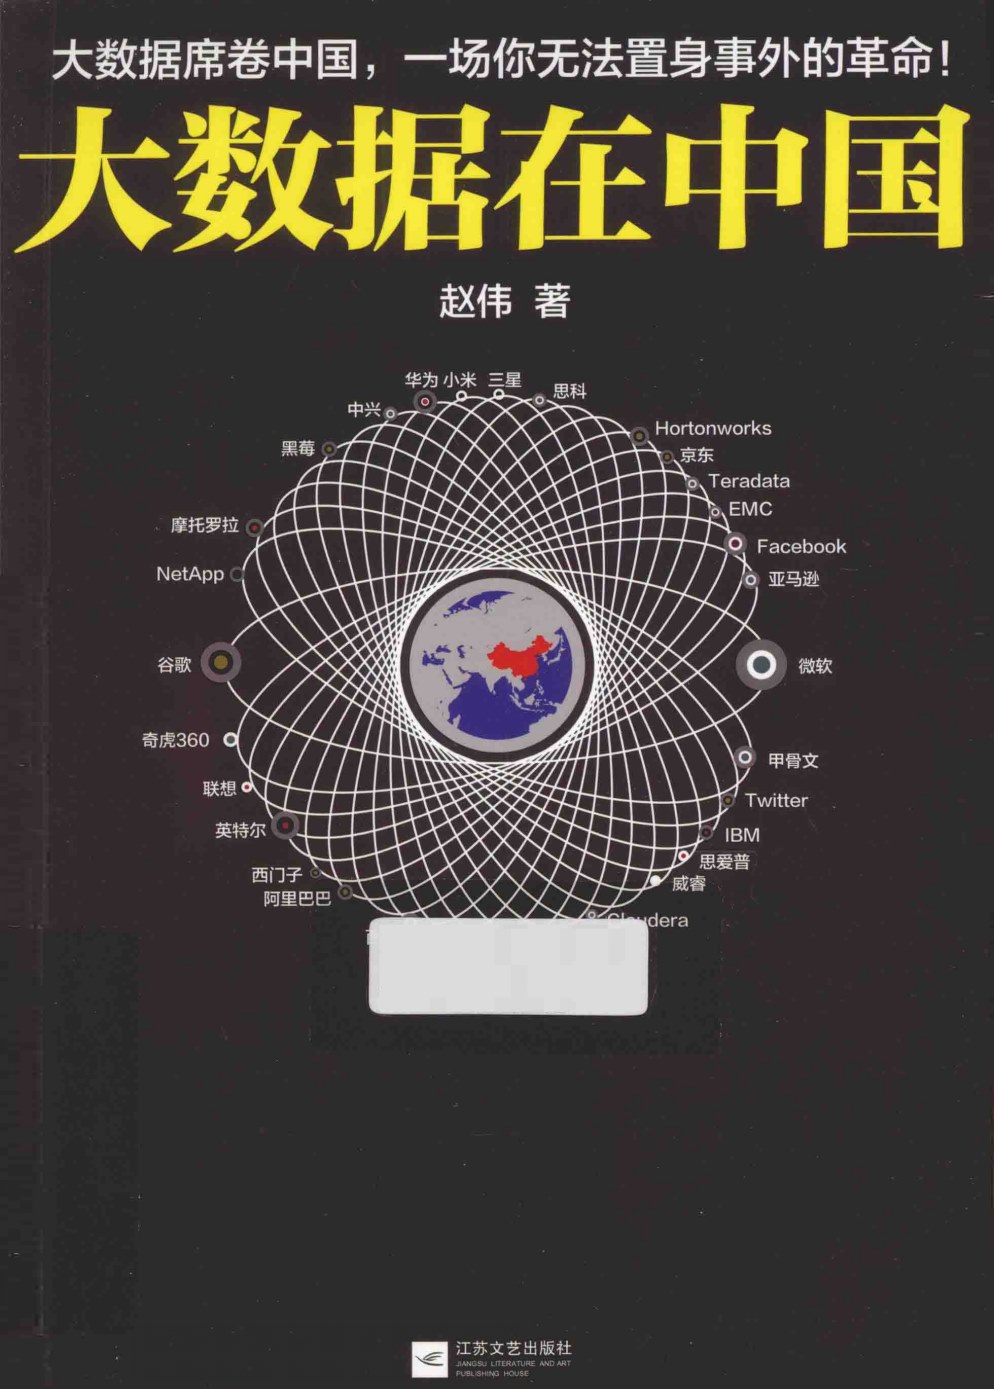 大数据席卷中国，一场你无法置身事外的革命！
大数据在中国
赵伟 著
华为 小米 三星
思科
中兴
Hortonworks
黑莓
京东
Teradata
EMC
摩托罗拉
Facebook
NetApp
亚马逊
谷歌
微软
奇虎360
甲骨文
联想
Twitter
英特尔
IBM
思爱普
西门子
威睿
阿里巴巴
Cloudera
江苏文艺出版社
JIANGSU LITERATURE AND ART
PUBLISHING HOUSE